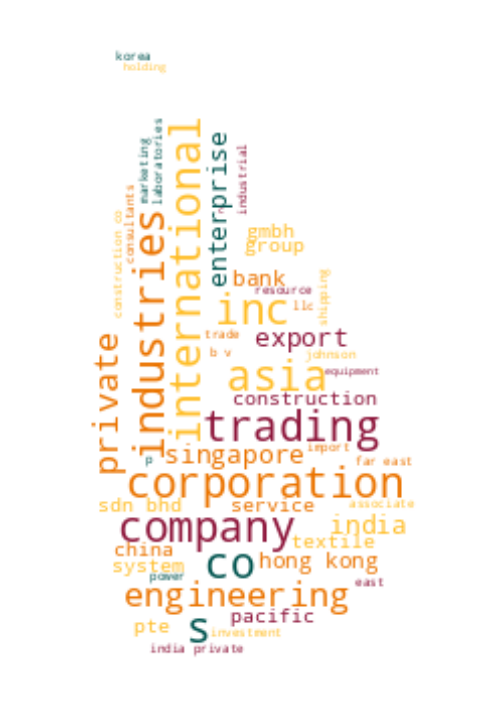 korea
holding
marketing
laboratories
industrial
international
enterprise
consultants
construction co
industries
gmbh
group
bank
resource
shipping
inc
llc
private
trade
export
b v
johnson
asia
equipment
construction
trading
import
p
singapore
far east
corporation
sdn bhd
service
associate
company
india
textile
china
co
hong kong
system
power
east
engineering
pacific
pte
s
investment
india private